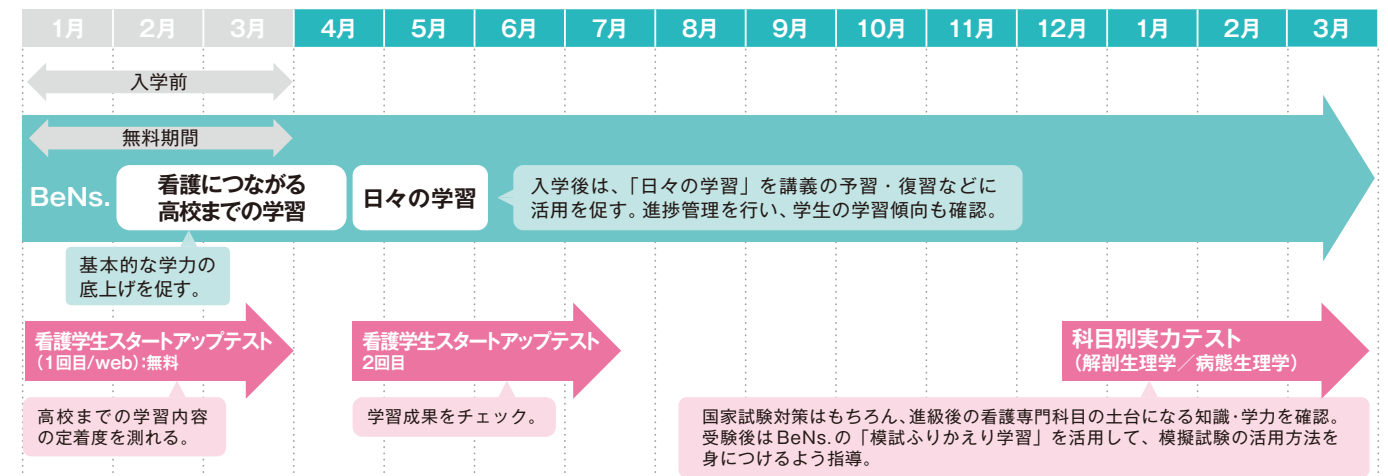 1月 2月 3月 4月 5月 6月 7月 8月 9月 10月 11月 12月 1月 2月 3月
入学前
無料期間
BeNs.
看護につながる
高校までの学習
日々の学習
入学後は、「日々の学習」を講義の予習・復習などに
活用を促す。進捗管理を行い、学生の学習傾向も確認。
基本的な学力の
底上げを促す。
看護学生スタートアップテスト
(1回目/web):無料
高校までの学習内容
の定着度を測れる。
看護学生スタートアップテスト
2回目
学習成果をチェック。
科目別実力テスト
(解剖生理学/病態生理学)
国家試験対策はもちろん、進級後の看護専門科目の土台になる知識・学力を確認。
受験後はBeNs.の「模試ふりかえり学習」を活用して、模擬試験の活用方法を
身につけるよう指導。